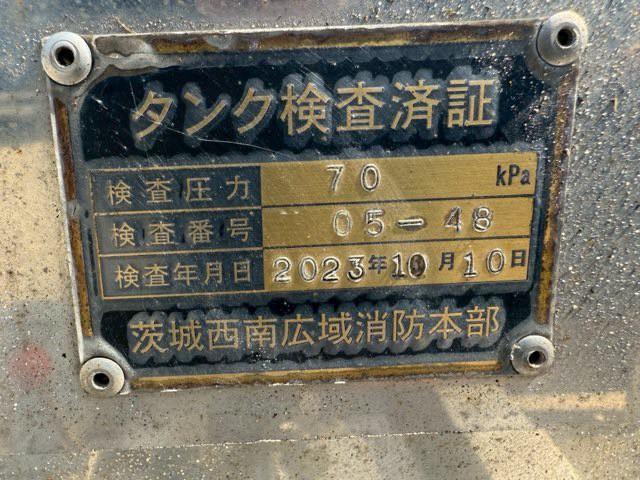 タンク検査済証
検査圧力 70 kPa
検査番号 05-48
検査年月日 2023年10月10日
茨城西南広域消防本部